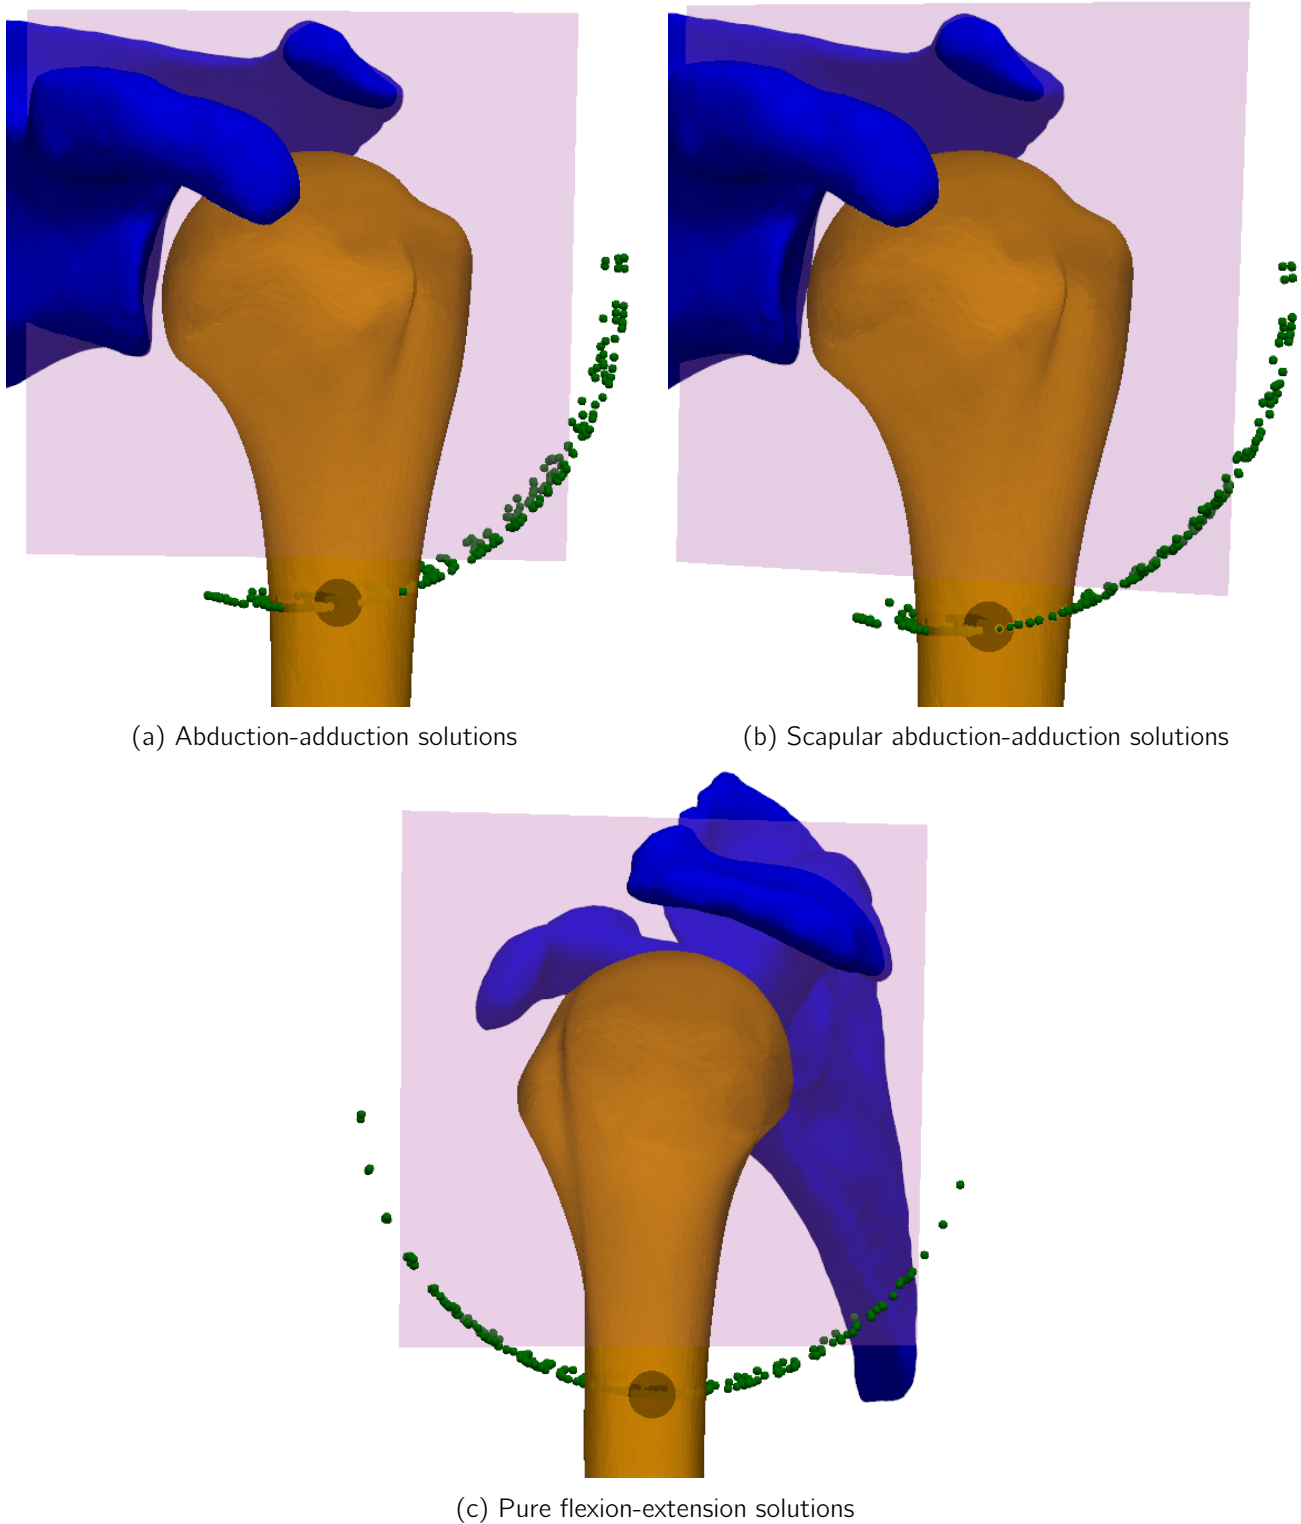 (a) Abduction-adduction solutions
(b) Scapular abduction-adduction solutions
(c) Pure flexion-extension solutions